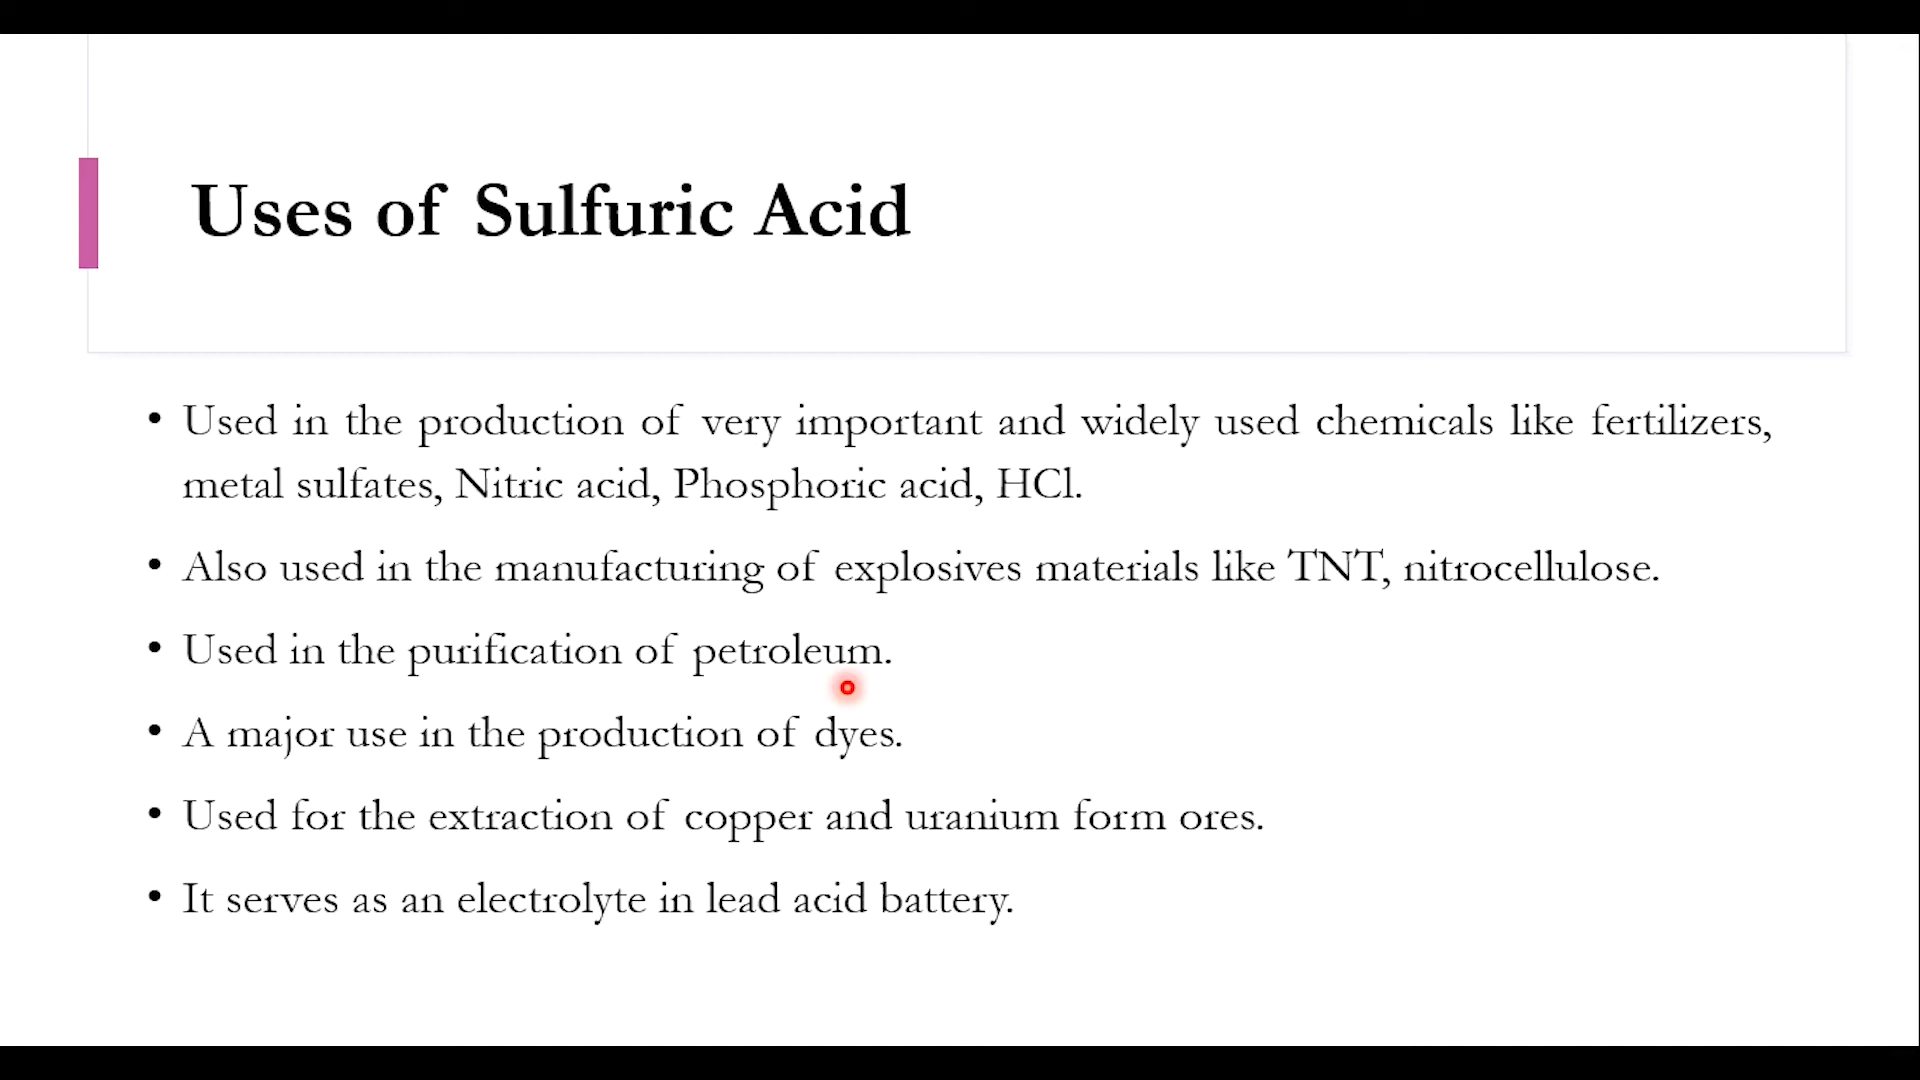 Uses of Sulfuric Acid
• Used in the production of very important and widely used chemicals like fertilizers,
metal sulfates, Nitric acid, Phosphoric acid, HCl.
• Also used in the manufacturing of explosives materials like TNT, nitrocellulose.
• Used in the purification of petroleum.
• A major use in the production of dyes.
• Used for the extraction of copper and uranium form ores.
• It serves as an electrolyte in lead acid battery.